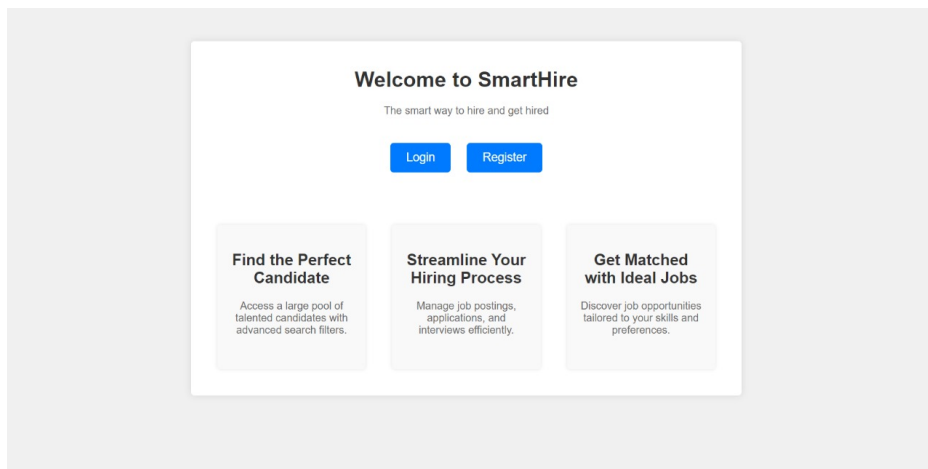 Welcome to SmartHire
The smart way to hire and get hired
Login
Register
Find the Perfect
Candidate
Access a large pool of
talented candidates with
advanced search filters.
Streamline Your
Hiring Process
Manage job postings,
applications, and
interviews efficiently.
Get Matched
with Ideal Jobs
Discover job opportunities
tailored to your skills and
preferences.